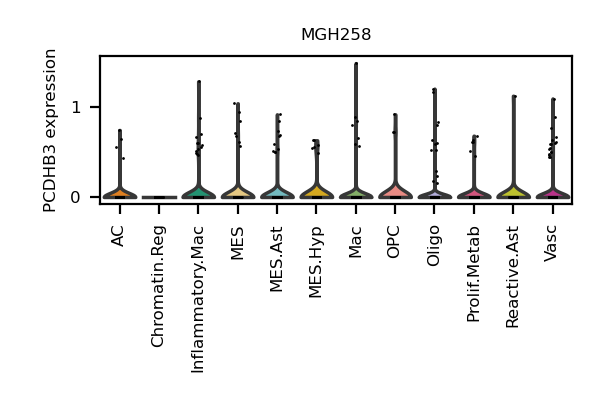 MGH258
PCDHB3 expression
1
0
AC
Chromatin.Reg
Inflammatory.Mac
MES
MES.Ast
MES.Hyp
Mac
OPC
Oligo
Prolif.Metab
Reactive.Ast
Vasc